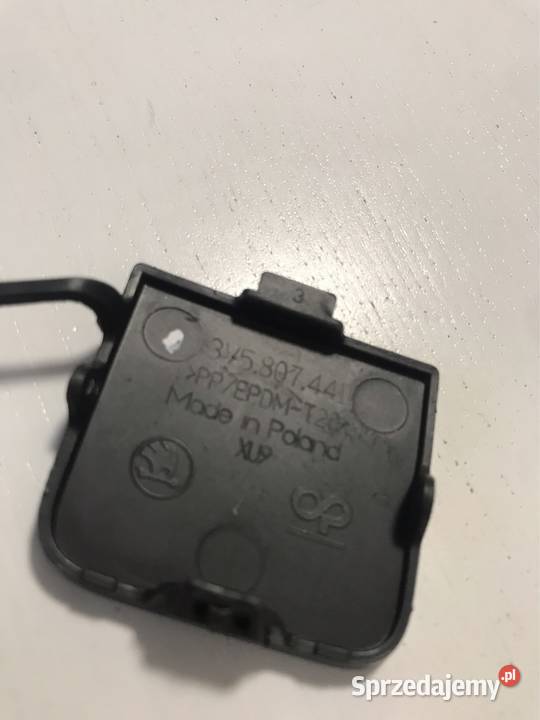 3
3V5.807.441
>PP/EPDM-T20<
Made in Poland
XU9
Sprzedajemy.pl